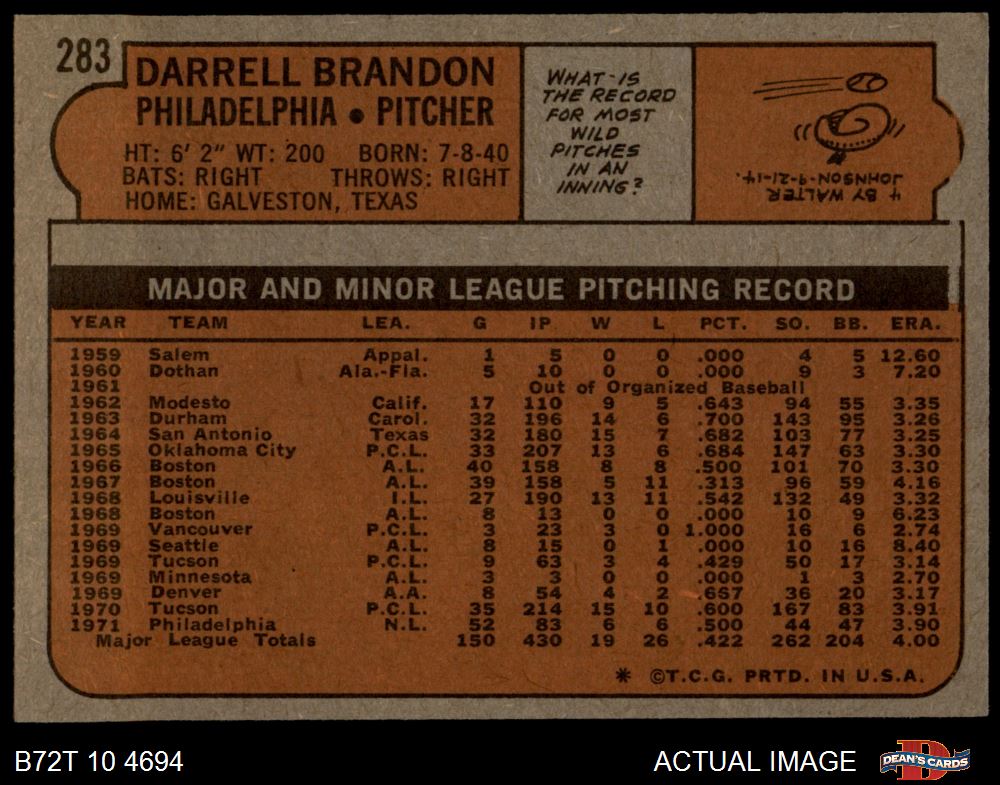 283
DARRELL BRANDON
PHILADELPHIA • PITCHER
HT: 6' 2" WT: 200 BORN: 7-8-40
BATS: RIGHT THROWS: RIGHT
HOME: GALVESTON, TEXAS
WHAT IS
THE RECORD
FOR MOST
WILD
PITCHES
IN AN
INNING?
4 BY WALTER
JOHNSON-9-21-14.
MAJOR AND MINOR LEAGUE PITCHING RECORD
YEAR TEAM LEA. G IP W L PCT. SO. BB. ERA.
1959 Salem Appal. 1 5 0 0 .000 4 5 12.60
1960 Dothan Ala.-Fla. 5 10 0 0 .000 9 3 7.20
1961 Out of Organized Baseball
1962 Modesto Calif. 17 110 9 5 .643 94 55 3.35
1963 Durham Carol. 32 196 14 6 .700 143 95 3.26
1964 San Antonio Texas 32 180 15 7 .682 103 77 3.25
1965 Oklahoma City P.C.L. 33 207 13 6 .684 147 63 3.30
1966 Boston A.L. 40 158 8 8 .500 101 70 3.30
1967 Boston A.L. 39 158 5 11 .313 96 59 4.16
1968 Louisville I.L. 27 190 13 11 .542 132 49 3.32
1968 Boston A.L. 8 13 0 0 .000 10 9 6.23
1969 Vancouver P.C.L. 3 23 3 0 1.000 16 6 2.74
1969 Seattle A.L. 8 15 0 1 .000 10 16 8.40
1969 Tucson P.C.L. 9 63 3 4 .429 50 17 3.14
1969 Minnesota A.L. 3 3 0 0 .000 1 3 2.70
1969 Denver A.A. 8 54 4 2 .667 36 20 3.17
1970 Tucson P.C.L. 35 214 15 10 .600 167 83 3.91
1971 Philadelphia N.L. 52 83 6 6 .500 44 47 3.90
Major League Totals 150 430 19 26 .422 262 204 4.00
* ©T.C.G. PRTD. IN U.S.A.
B72T 10 4694 ACTUAL IMAGE D DEAN'S CARDS